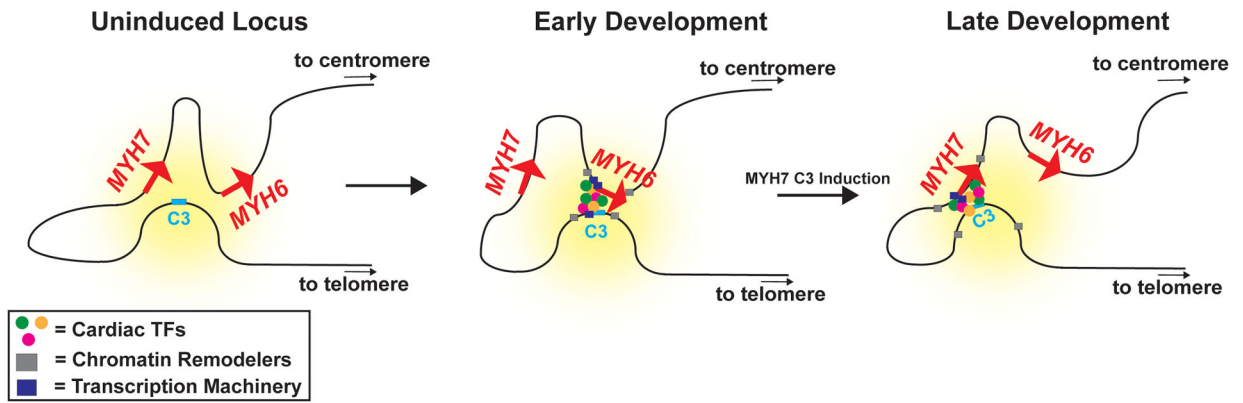 Uninduced Locus
Early Development
Late Development
to centromere
to centromere
to centromere
MYH7
MYH6
C3
MYH7
MYH6
C3
MYH7 C3 Induction
MYH7
MYH6
C3
to telomere
to telomere
to telomere
= Cardiac TFs
= Chromatin Remodelers
= Transcription Machinery